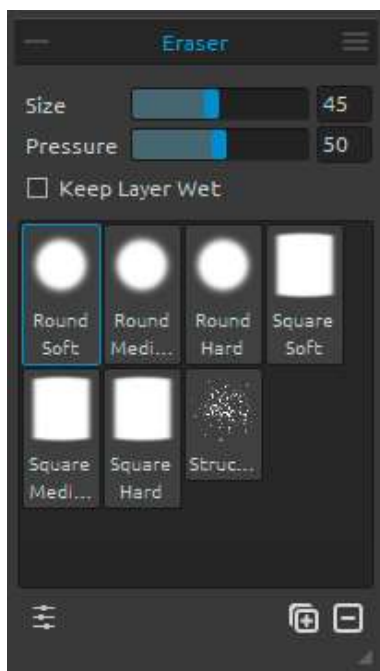 Eraser
Size 45
Pressure 50
Keep Layer Wet
Round Soft
Round Medi...
Round Hard
Square Soft
Square Medi...
Square Hard
Struc...